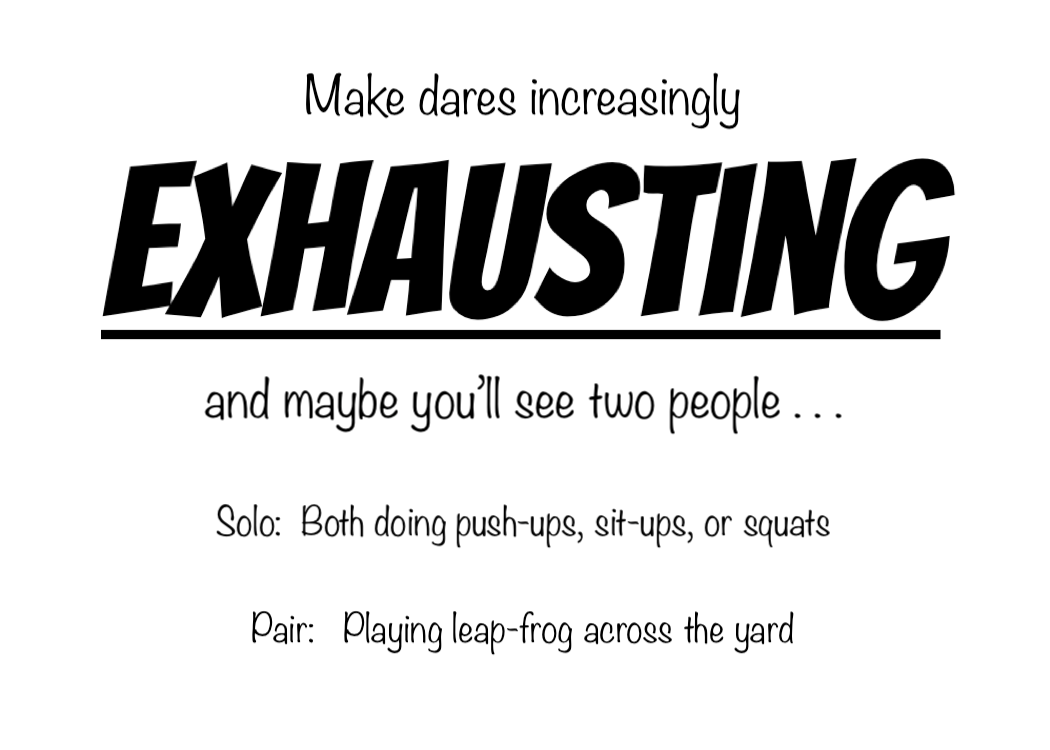 Make dares increasingly
EXHAUSTING
and maybe you'll see two people . . .
Solo: Both doing push-ups, sit-ups, or squats
Pair: Playing leap-frog across the yard